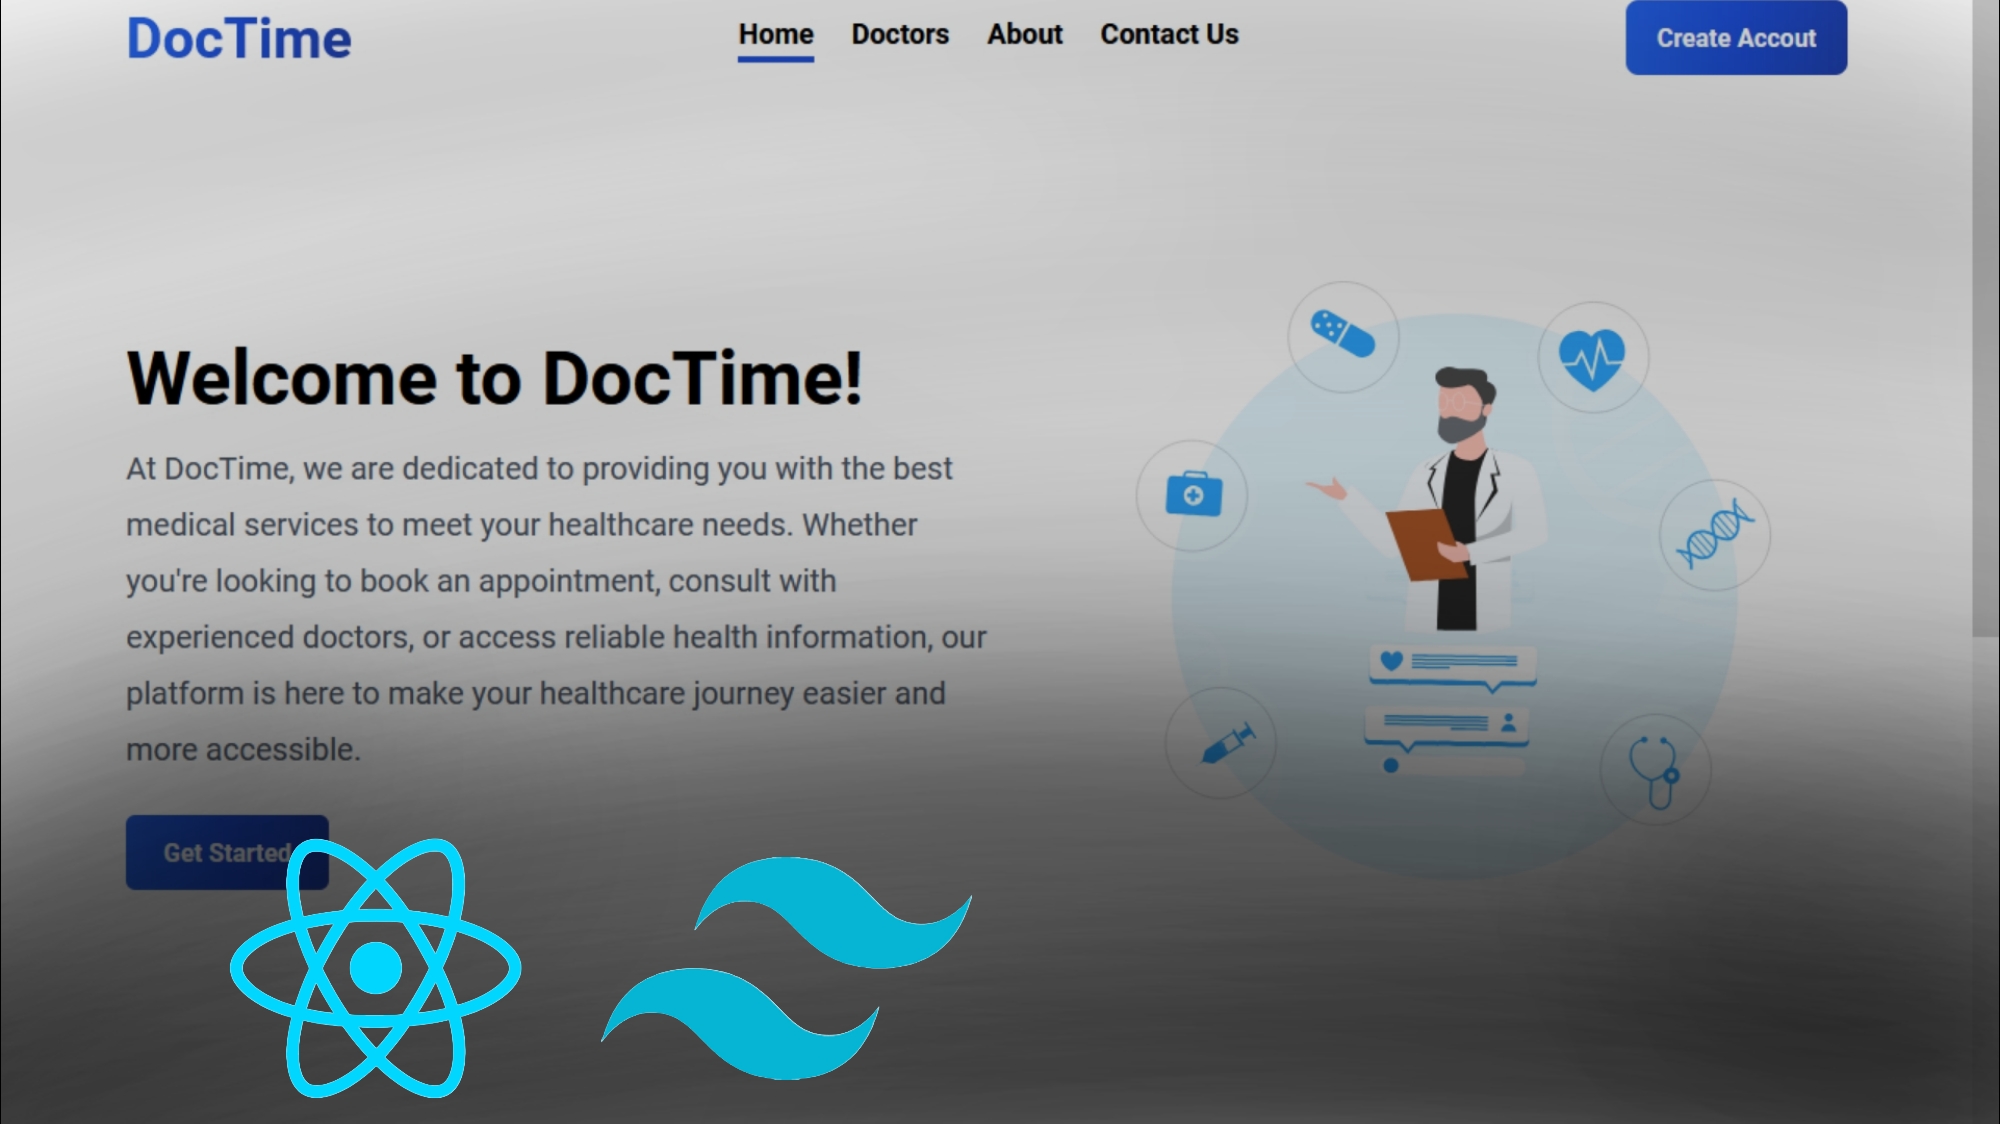 DocTime
Home Doctors About Contact Us
Create Accout
Welcome to DocTime!
At DocTime, we are dedicated to providing you with the best
medical services to meet your healthcare needs. Whether
you're looking to book an appointment, consult with
experienced doctors, or access reliable health information, our
platform is here to make your healthcare journey easier and
more accessible.
Get Started